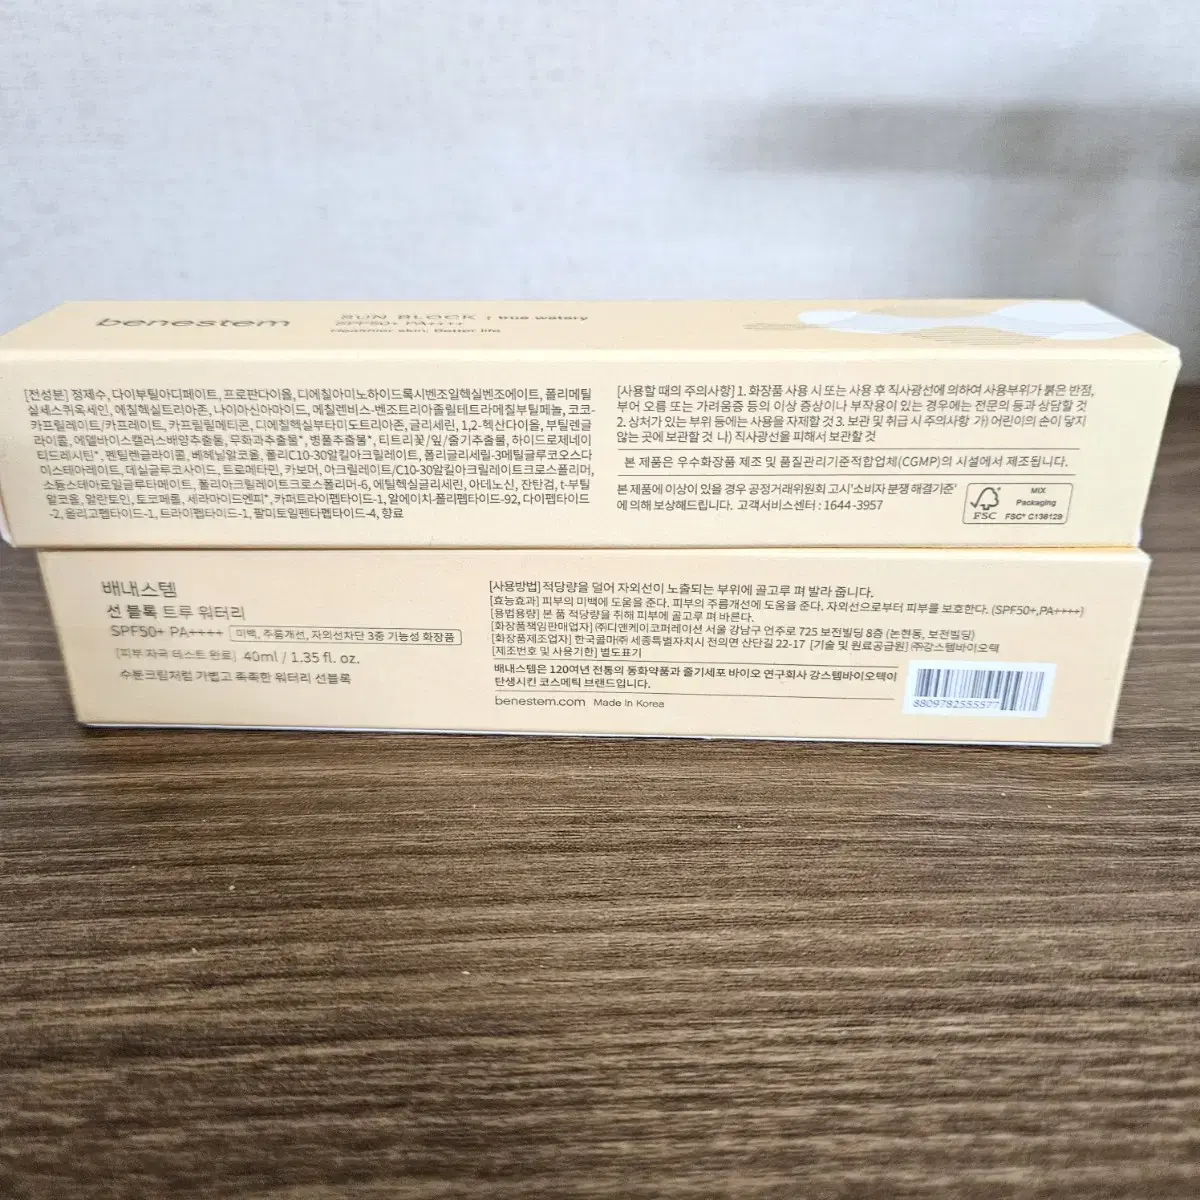 benestem
SUN BLOCK / true watery
SPF50+ PA++++
Healthier skin, Better life
[전성분] 정제수, 다이부틸아디페이트, 프로판다이올, 디에칠아미노하이드록시벤조일헥실벤조에이트, 폴리메틸
실세스퀴옥세인, 에칠헥실트리아존, 나이아신아마이드, 메칠렌비스-벤조트리아졸릴테트라메칠부틸페놀, 코코-
카프릴레이트/카프레이트, 카프릴릴메티콘, 디에칠헥실부타미도트리아존, 글리세린, 1,2-헥산다이올, 부틸렌글
라이콜, 에델바이스캘러스배양추출물, 무화과추출물*, 병풀추출물*, 티트리꽃/잎/줄기추출물, 하이드로제네이
티드레시틴*, 펜틸렌글라이콜, 베헤닐알코올, 폴리C10-30알킬아크릴레이트, 폴리글리세릴-3메틸글루코오스다
이스테아레이트, 데실글루코사이드, 트로메타민, 카보머, 아크릴레이트/C10-30알킬아크릴레이트크로스폴리머,
소듐스테아로일글루타메이트, 폴리아크릴레이트크로스폴리머-6, 에틸헥실글리세린, 아데노신, 잔탄검, t-부틸
알코올, 알란토인, 토코페롤, 세라마이드엔피*, 카퍼트라이펩타이드-1, 알에이치-폴리펩타이드-92, 다이펩타이드
-2, 올리고펩타이드-1, 트라이펩타이드-1, 팔미토일펜타펩타이드-4, 향료
[사용할 때의 주의사항] 1. 화장품 사용 시 또는 사용 후 직사광선에 의하여 사용부위가 붉은 반점,
부어 오름 또는 가려움증 등의 이상 증상이나 부작용이 있는 경우에는 전문의 등과 상담할 것
2. 상처가 있는 부위 등에는 사용을 자제할 것 3. 보관 및 취급 시 주의사항 가) 어린이의 손이 닿지
않는 곳에 보관할 것 나) 직사광선을 피해서 보관할 것
본 제품은 우수화장품 제조 및 품질관리기준적합업체(CGMP)의 시설에서 제조됩니다.
본 제품에 이상이 있을 경우 공정거래위원회 고시 '소비자 분쟁 해결기준'
에 의해 보상해드립니다. 고객서비스센터 : 1644-3957
FSC
MIX
Packaging
FSC® C138129
배내스템
선 블록 트루 워터리
SPF50+ PA++++ 미백, 주름개선, 자외선차단 3중 기능성 화장품
[피부 자극 테스트 완료] 40ml / 1.35 fl. oz.
수분크림처럼 가볍고 촉촉한 워터리 선블록
[사용방법] 적당량을 덜어 자외선이 노출되는 부위에 골고루 펴 발라 줍니다.
[효능효과] 피부의 미백에 도움을 준다. 피부의 주름개선에 도움을 준다. 자외선으로부터 피부를 보호한다. (SPF50+,PA++++)
[용법용량] 본 품 적당량을 취해 피부에 골고루 펴 바른다.
[화장품책임판매업자] ㈜디앤케이코퍼레이션 서울 강남구 언주로 725 보전빌딩 8층 (논현동, 보전빌딩)
[화장품제조업자] 한국콜마㈜ 세종특별자치시 전의면 산단길 22-17 [기술 및 원료공급원] ㈜강스템바이오텍
[제조번호 및 사용기한] 별도표기
배내스템은 120여년 전통의 동화약품과 줄기세포 바이오 연구회사 강스템바이오텍이
탄생시킨 코스메틱 브랜드입니다.
benestem.com Made in Korea
8809782555577